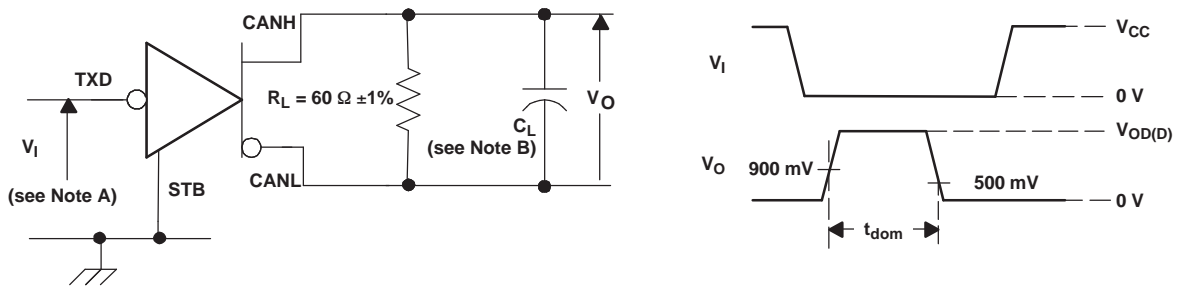 CANH
TXD
R_L = 60 Ω ±1%
V_O
C_L
(see Note B)
V_I
(see Note A)
STB
CANL
V_CC
V_I
0 V
V_OD(D)
V_O
900 mV
500 mV
0 V
t_dom